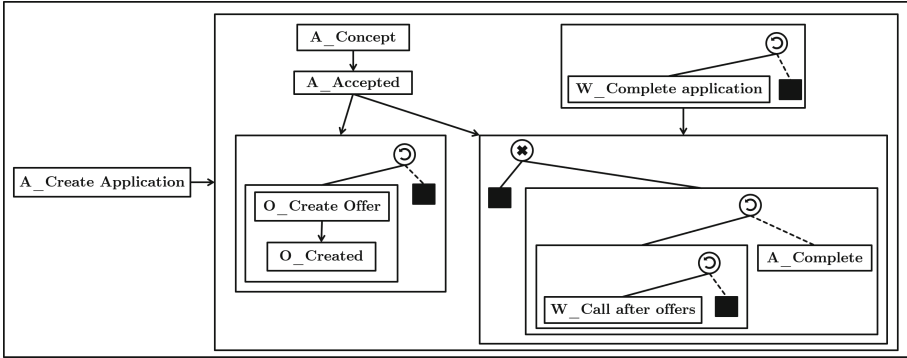 A_Concept
A_Accepted
W_Complete application
A_Create Application
O_Create Offer
O_Created
A_Complete
W_Call after offers